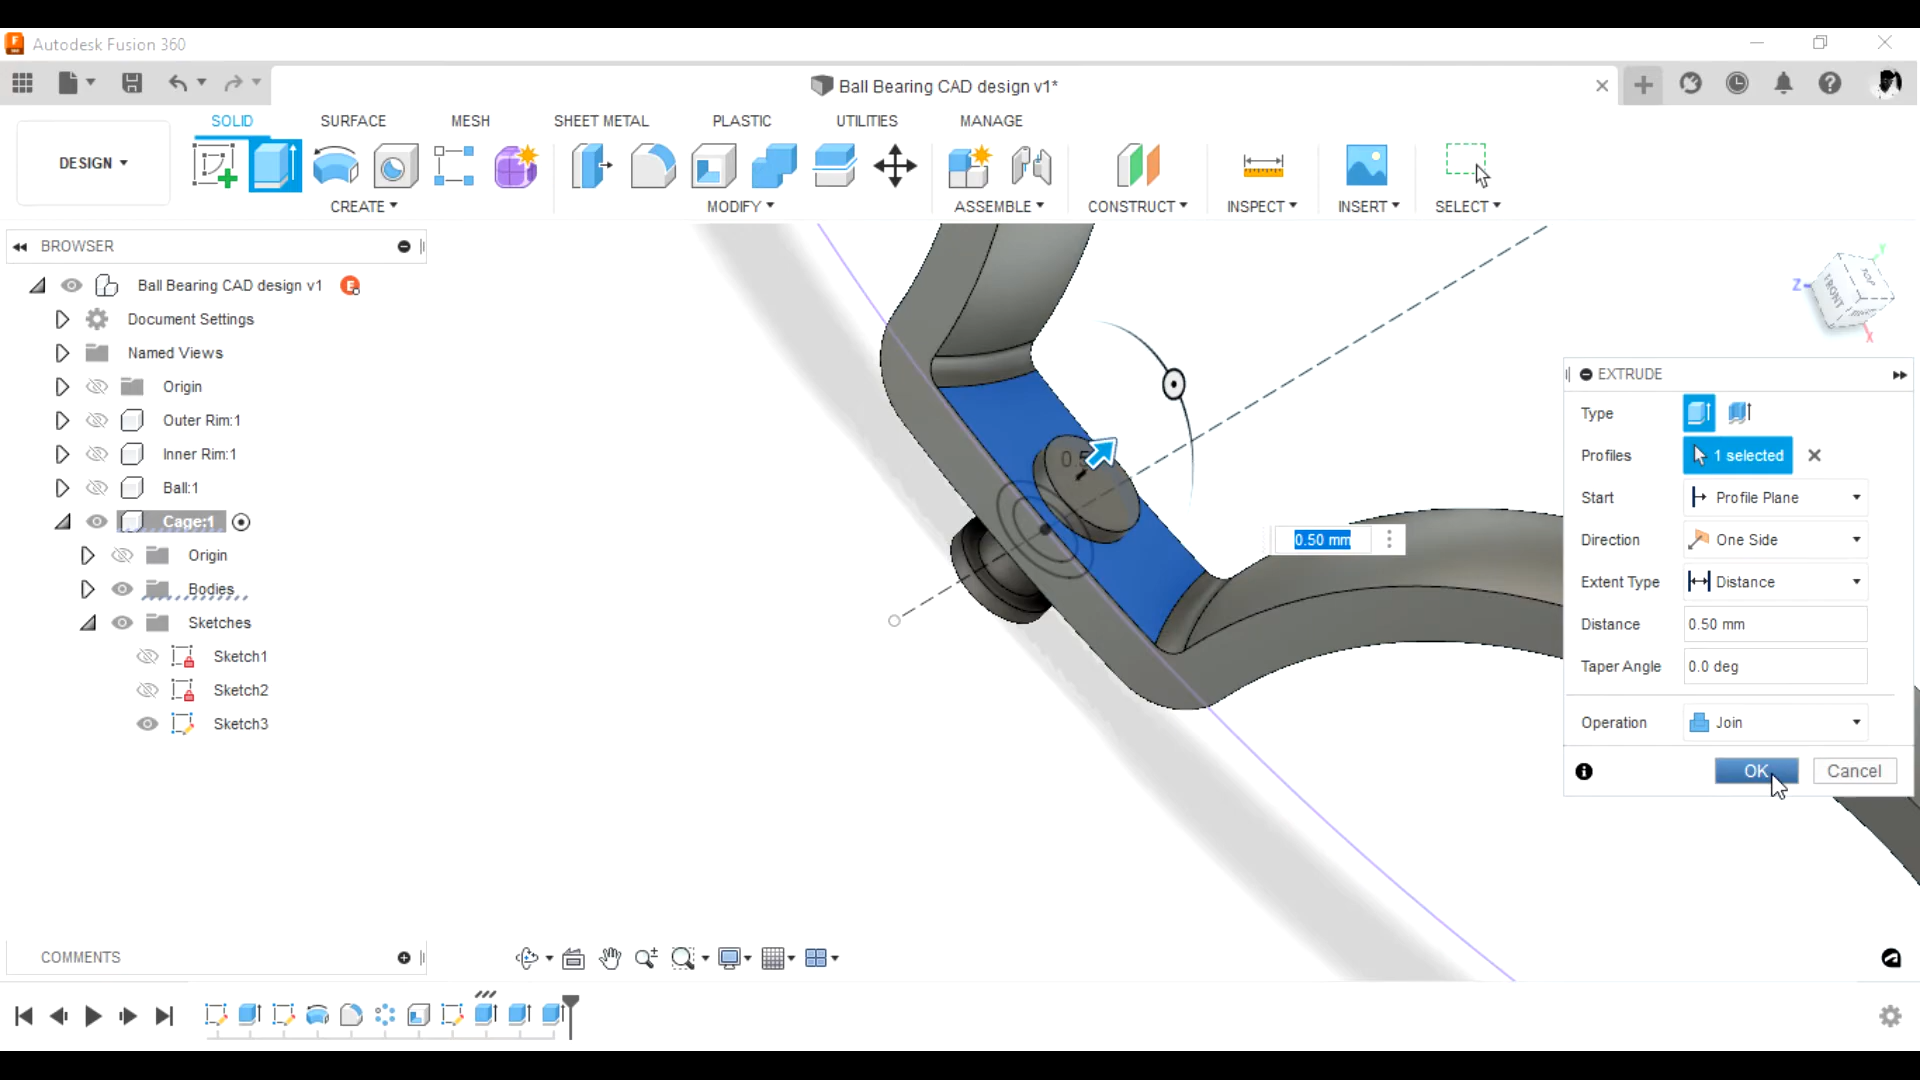 Autodesk Fusion 360
Ball Bearing CAD design v1*
SOLID SURFACE MESH SHEET METAL PLASTIC UTILITIES MANAGE
DESIGN
CREATE MODIFY ASSEMBLE CONSTRUCT INSPECT INSERT SELECT
BROWSER
Ball Bearing CAD design v1
Document Settings
Named Views
Origin
Outer Rim:1
Inner Rim:1
Ball:1
Cage:1
Origin
Bodies
Sketches
Sketch1
Sketch2
Sketch3
TOP
FRONT
Z
Y
X
0.50 mm
EXTRUDE
Type
Profiles 1 selected
Start Profile Plane
Direction One Side
Extent Type Distance
Distance 0.50 mm
Taper Angle 0.0 deg
Operation Join
OK Cancel
COMMENTS